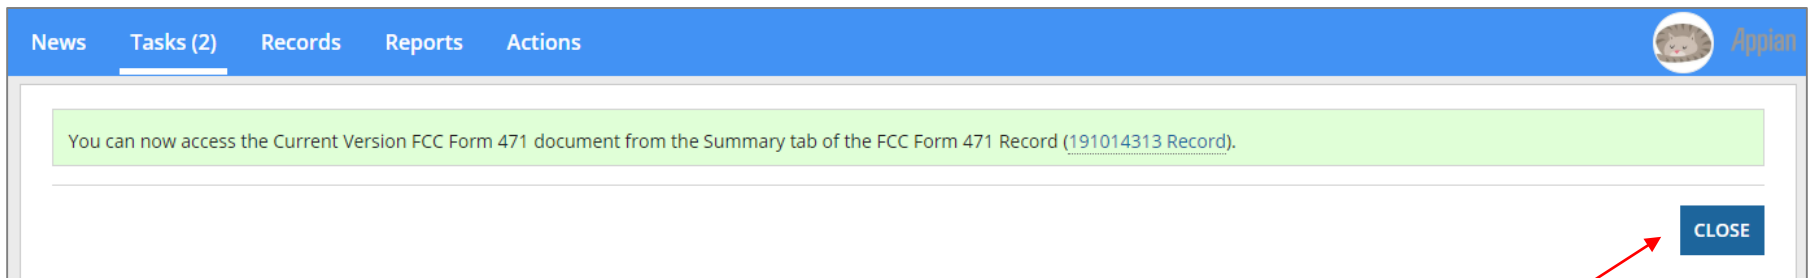 News Tasks (2) Records Reports Actions Appian
You can now access the Current Version FCC Form 471 document from the Summary tab of the FCC Form 471 Record (191014313 Record).
CLOSE